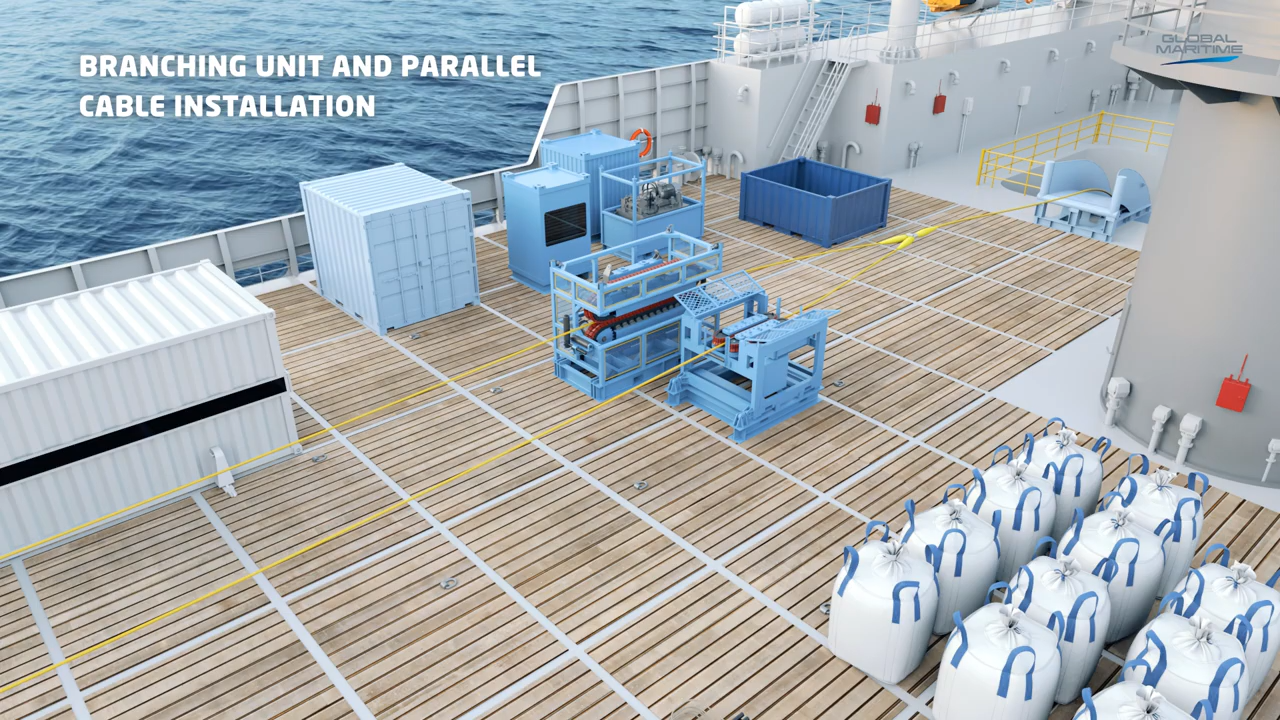 BRANCHING UNIT AND PARALLEL
CABLE INSTALLATION
GLOBAL
MARITIME